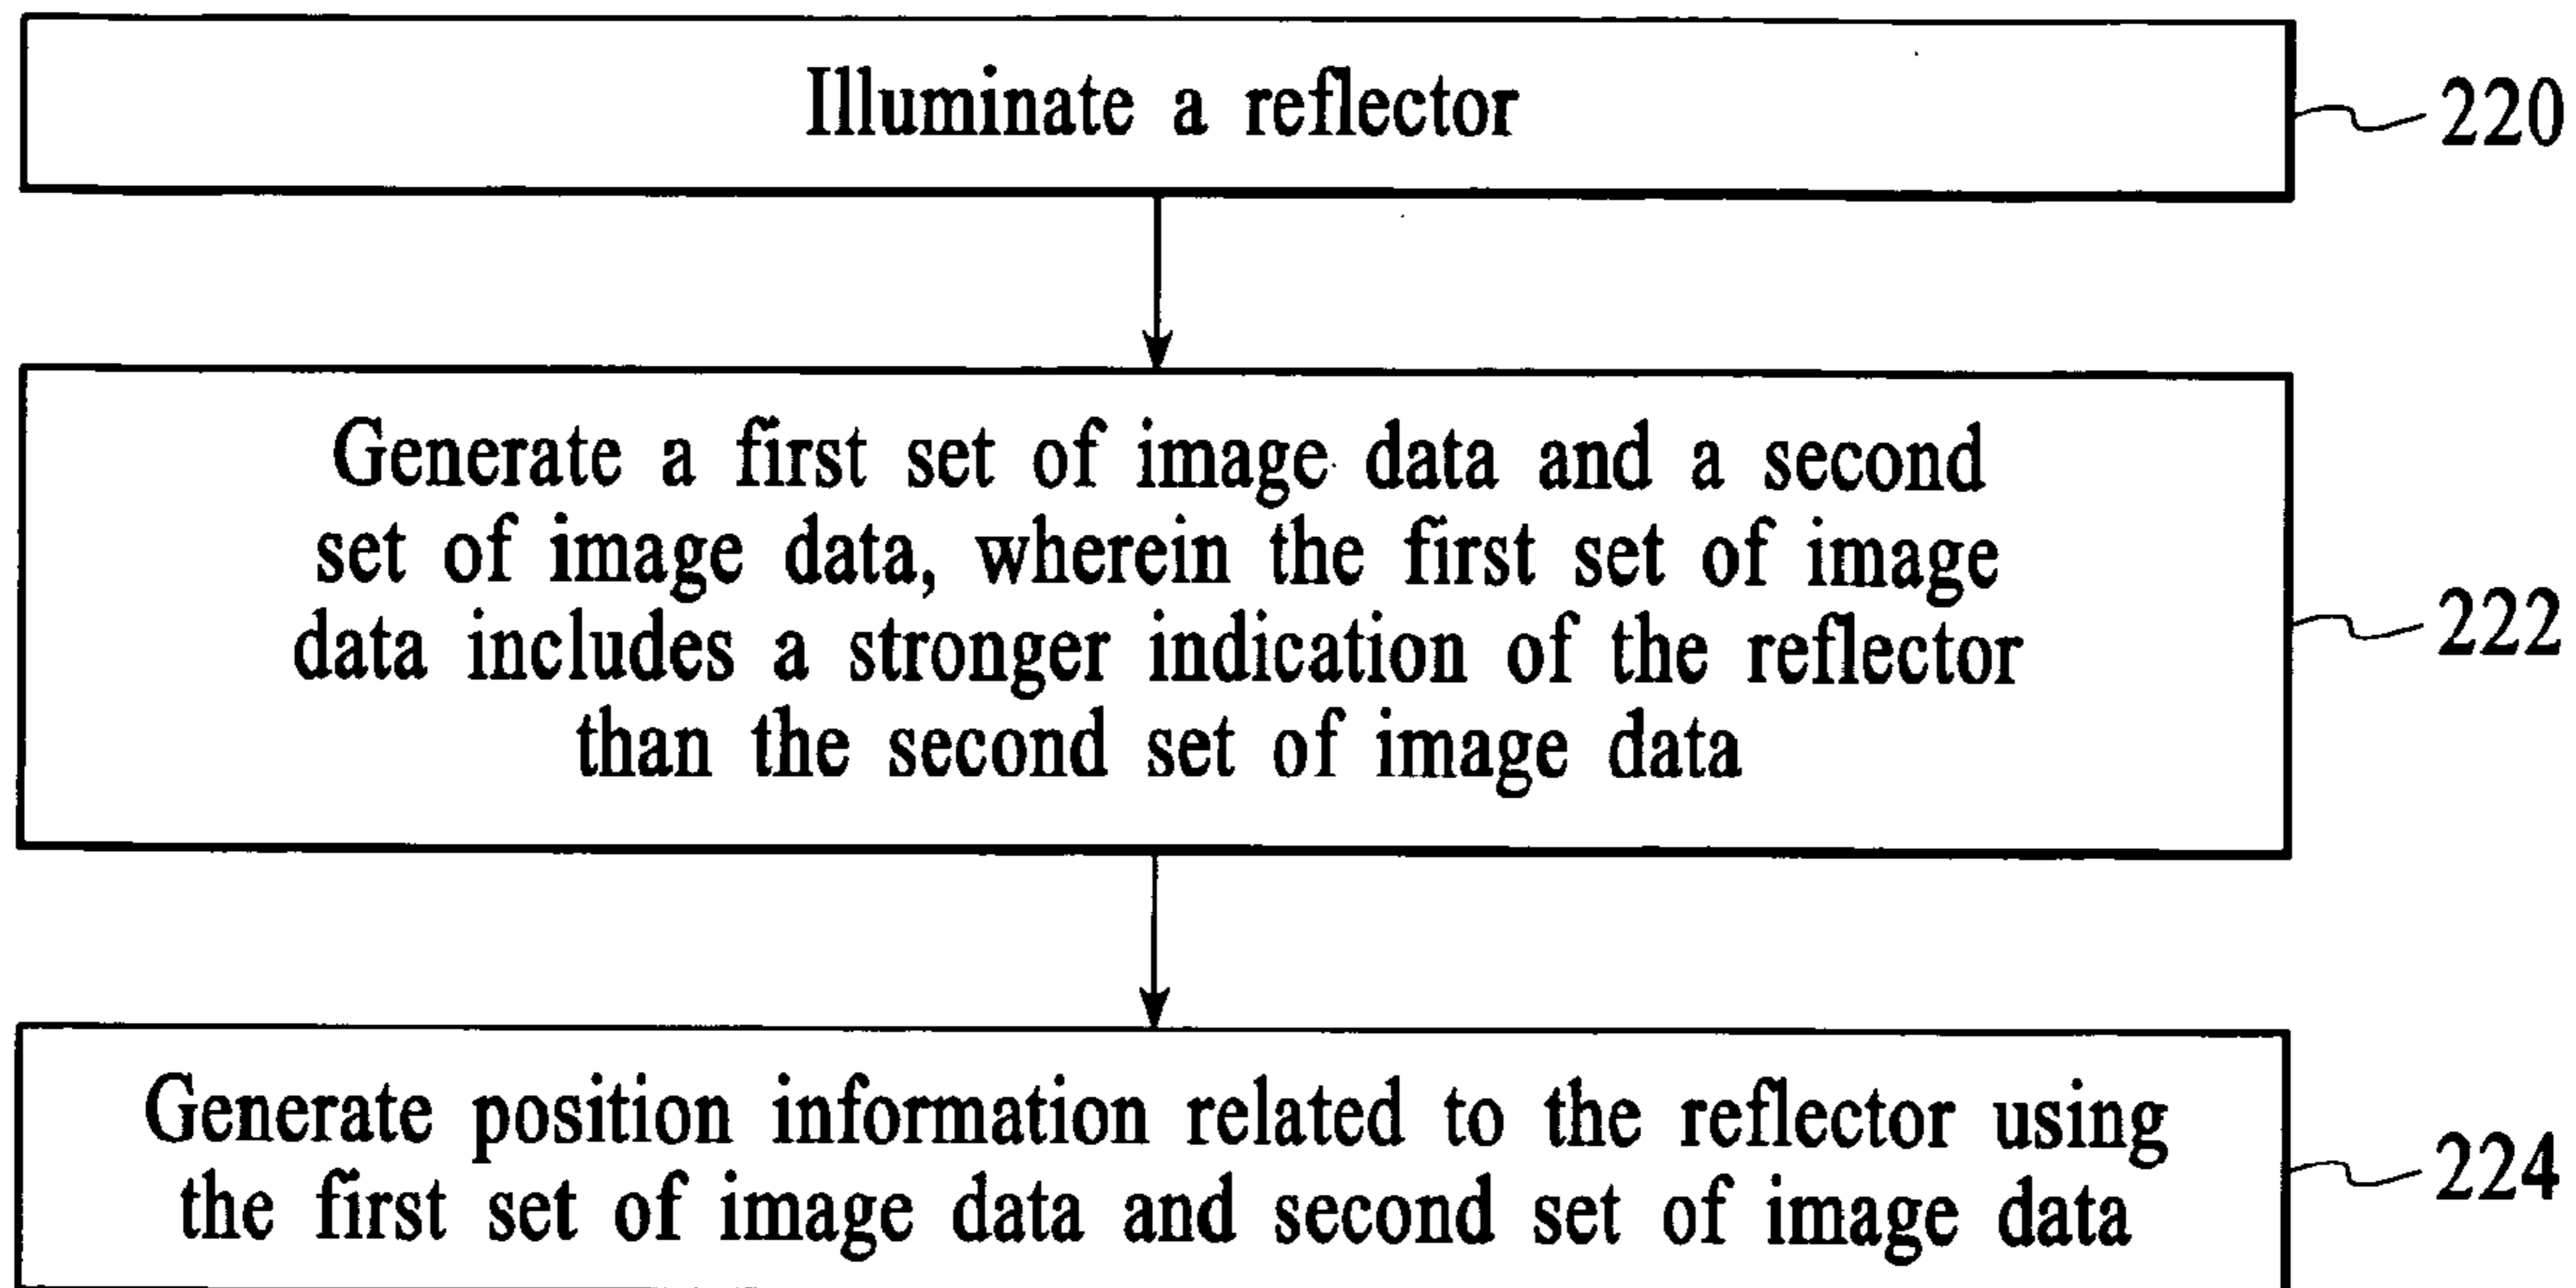 Illuminate a reflector
220
Generate a first set of image data and a second
set of image data, wherein the first set of image
data includes a stronger indication of the reflector
than the second set of image data
222
Generate position information related to the reflector using
the first set of image data and second set of image data
224